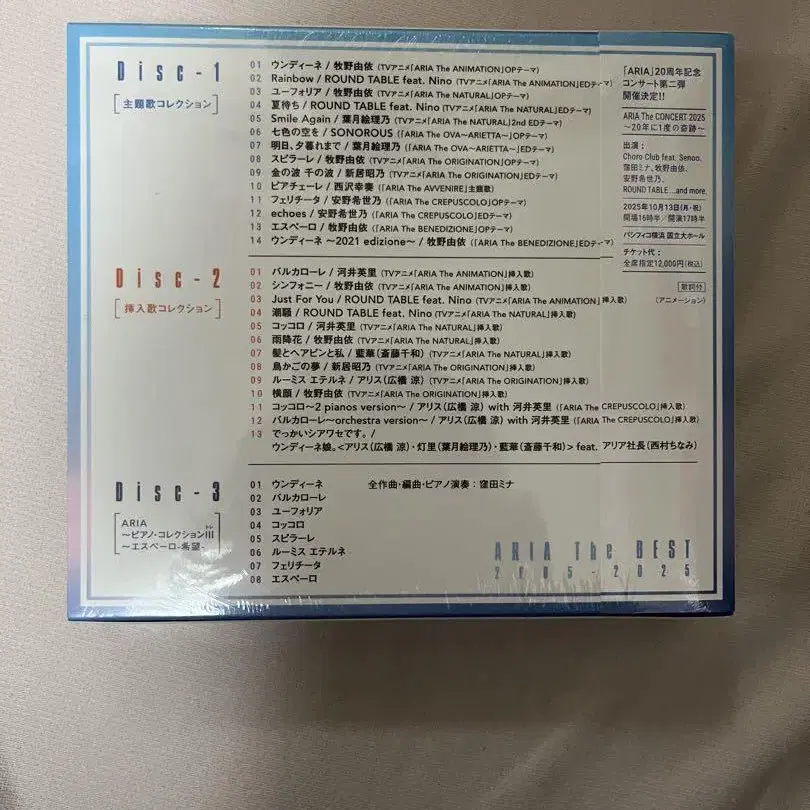 Disc-1
[主題歌コレクション]
01 ウンディーネ / 牧野由依 (TVアニメ「ARIA The ANIMATION」OPテーマ)
02 Rainbow / ROUND TABLE feat. Nino (TVアニメ「ARIA The ANIMATION」EDテーマ)
03 ユーフォリア / 牧野由依 (TVアニメ「ARIA The NATURAL」OPテーマ)
04 夏待ち / ROUND TABLE feat. Nino (TVアニメ「ARIA The NATURAL」EDテーマ)
05 Smile Again / 葉月絵理乃 (TVアニメ「ARIA The NATURAL」2nd EDテーマ)
06 七色の空を / SONOROUS (「ARIA The OVA~ARIETTA~」OPテーマ)
07 明日、夕暮れまで / 葉月絵理乃 (「ARIA The OVA~ARIETTA~」EDテーマ)
08 スピラーレ / 牧野由依 (TVアニメ「ARIA The ORIGINATION」OPテーマ)
09 金の波 千の波 / 新居昭乃 (TVアニメ「ARIA The ORIGINATION」EDテーマ)
10 ピアチェーレ / 西沢幸奏 (「ARIA The AVVENIRE」主題歌)
11 フェリチータ / 安野希世乃 (「ARIA The CREPUSCOLO」OPテーマ)
12 echoes / 安野希世乃 (「ARIA The CREPUSCOLO」EDテーマ)
13 エスペーロ / 牧野由依 (「ARIA The BENEDIZIONE」OPテーマ)
14 ウンディーネ ~2021 edizione~ / 牧野由依 (「ARIA The BENEDIZIONE」EDテーマ)
「ARIA」20周年記念
コンサート第二弾
開催決定!!
ARIA The CONCERT 2025
~20年に1度の奇跡~
出演:
Choro Club feat. Senoo、
窪田ミナ、牧野由依、
安野希世乃、
ROUND TABLE...and more.
2025年10月13日(月・祝)
開場16時半/開演17時半
パシフィコ横浜 国立大ホール
チケット代:
全席指定12,000円(税込)
歌詞付
(アニメーション)
Disc-2
[挿入歌コレクション]
01 バルカローレ / 河井英里 (TVアニメ「ARIA The ANIMATION」挿入歌)
02 シンフォニー / 牧野由依 (TVアニメ「ARIA The ANIMATION」挿入歌)
03 Just For You / ROUND TABLE feat. Nino (TVアニメ「ARIA The ANIMATION」挿入歌)
04 潮騒 / ROUND TABLE feat. Nino (TVアニメ「ARIA The NATURAL」挿入歌)
05 コッコロ / 河井英里 (TVアニメ「ARIA The NATURAL」挿入歌)
06 雨降花 / 牧野由依 (TVアニメ「ARIA The NATURAL」挿入歌)
07 髪とヘアピンと私 / 藍華(斎藤千和) (TVアニメ「ARIA The NATURAL」挿入歌)
08 鳥かごの夢 / 新居昭乃 (TVアニメ「ARIA The ORIGINATION」挿入歌)
09 ルーミス エテルネ / アリス(広橋 涼) (TVアニメ「ARIA The ORIGINATION」挿入歌)
10 横顔 / 牧野由依 (TVアニメ「ARIA The ORIGINATION」挿入歌)
11 コッコロ~2 pianos version~ / アリス(広橋 涼) with 河井英里 (「ARIA The CREPUSCOLO」挿入歌)
12 バルカローレ~orchestra version~ / アリス(広橋 涼) with 河井英里 (「ARIA The CREPUSCOLO」挿入歌)
13 でっかいシアワセです。 /
ウンディーネ娘。<アリス(広橋 涼)・灯里(葉月絵理乃)・藍華(斎藤千和)> feat. アリア社長(西村ちなみ)
Disc-3
ARIA
~ピアノ・コレクションIII トレ
~エスペーロ-希望-
01 ウンディーネ 全作曲・編曲・ピアノ演奏:窪田ミナ
02 バルカローレ
03 ユーフォリア
04 コッコロ
05 スピラーレ
06 ルーミス エテルネ
07 フェリチータ
08 エスペーロ
ARIA The BEST
2005-2025